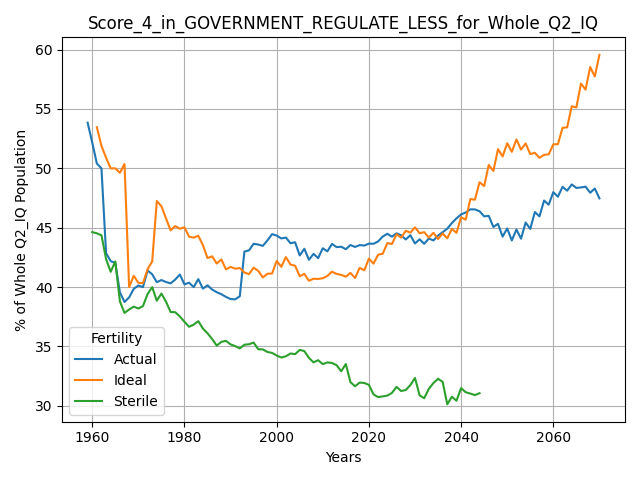 Score_4_in_GOVERNMENT_REGULATE_LESS_for_Whole_Q2_IQ
60
55
50
45
40
35
30
% of Whole Q2_IQ Population
Fertility
Actual
Ideal
Sterile
1960 1980 2000 2020 2040 2060
Years